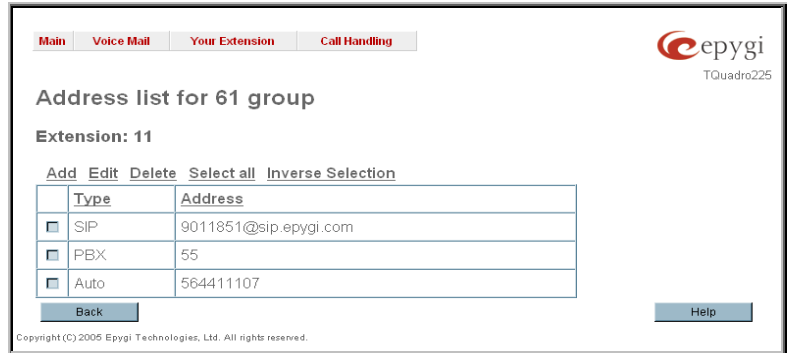 Main Voice Mail Your Extension Call Handling
epygi
TQuadro225
Address list for 61 group
Extension: 11
Add Edit Delete Select all Inverse Selection
Type Address
SIP 9011851@sip.epygi.com
PBX 55
Auto 564411107
Back Help
Copyright (C) 2005 Epygi Technologies, Ltd. All rights reserved.